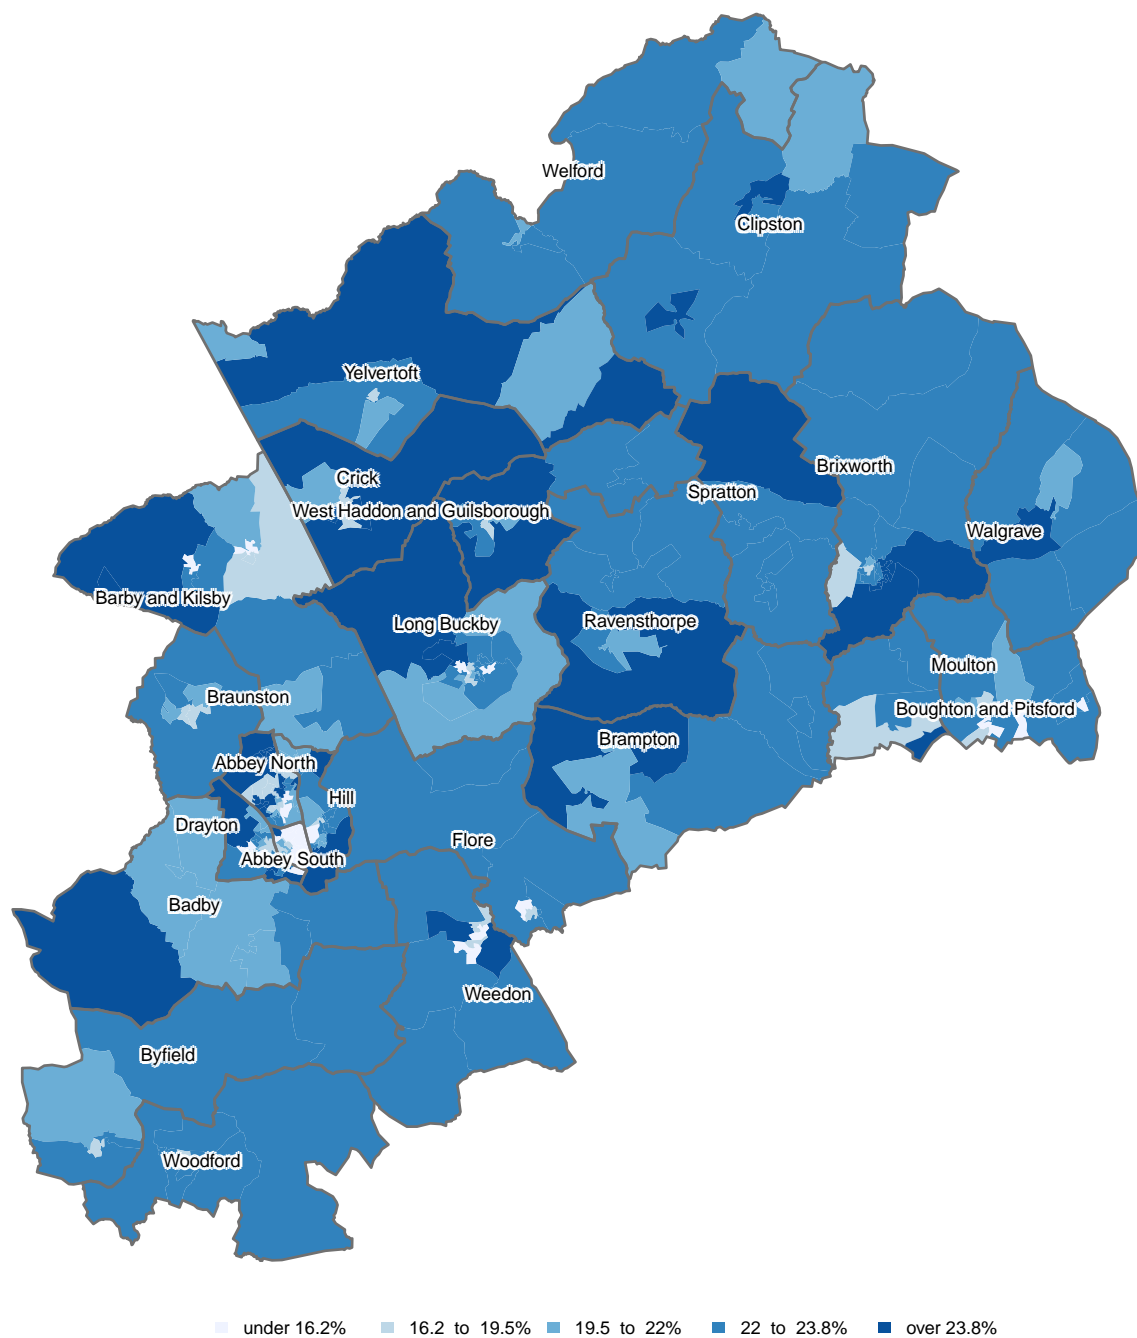 Welford
Clipston
Yelvertoft
Brixworth
Crick
Spratton
West Haddon and Guilsborough
Walgrave
Barby and Kilsby
Long Buckby
Ravensthorpe
Moulton
Braunston
Boughton and Pitsford
Brampton
Abbey North
Hill
Drayton
Flore
Abbey South
Badby
Weedon
Byfield
Woodford
under 16.2% 16.2 to 19.5% 19.5 to 22% 22 to 23.8% over 23.8%